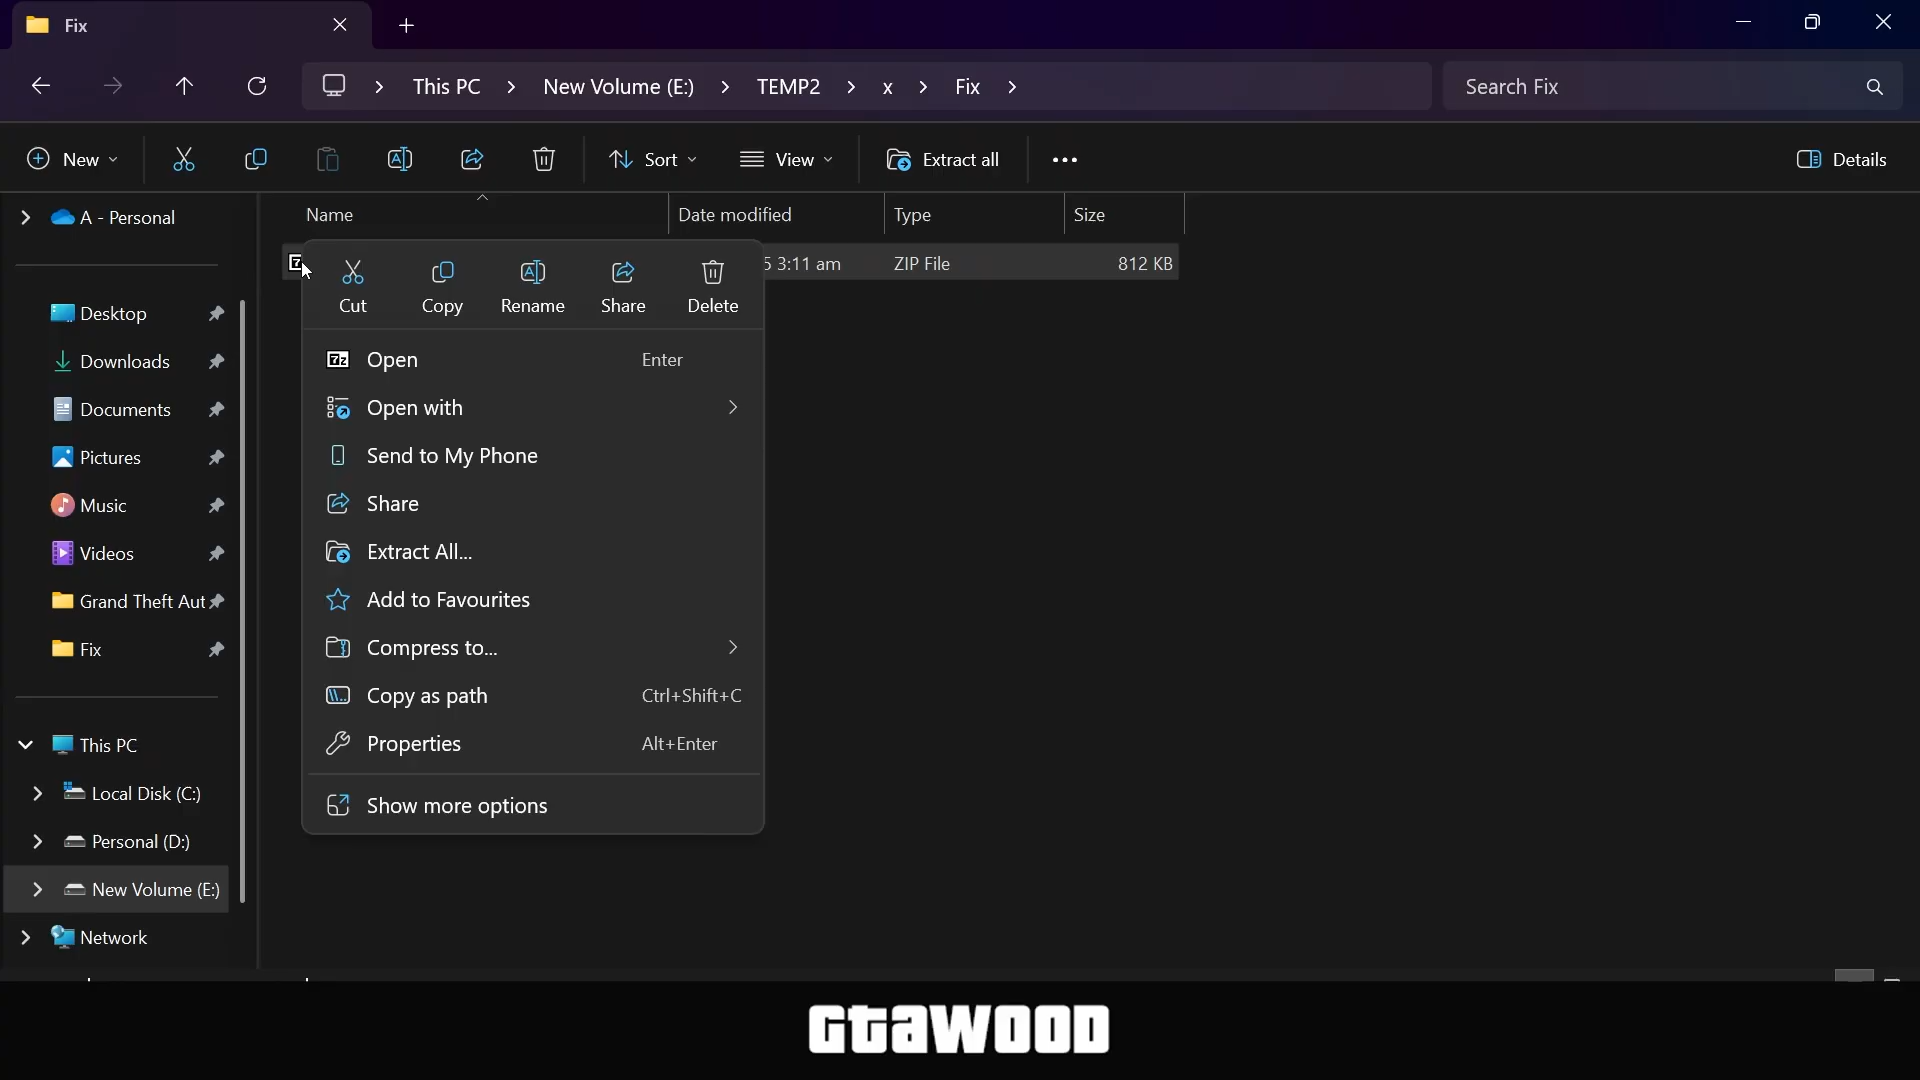 Fix
This PC > New Volume (E:) > TEMP2 > x > Fix >
Search Fix
New
Sort
View
Extract all
Details
Name
Date modified
Type
Size
5 3:11 am
ZIP File
812 KB
A - Personal
Desktop
Downloads
Documents
Pictures
Music
Videos
Grand Theft Aut
Fix
This PC
Local Disk (C:)
Personal (D:)
New Volume (E:)
Network
Cut
Copy
Rename
Share
Delete
Open Enter
Open with
Send to My Phone
Share
Extract All...
Add to Favourites
Compress to...
Copy as path Ctrl+Shift+C
Properties Alt+Enter
Show more options
GTAWOOD